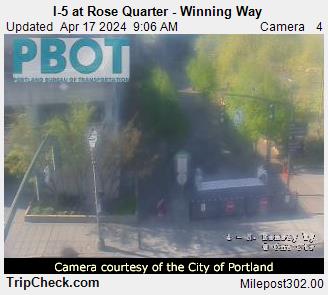 I-5 at Rose Quarter - Winning Way
Updated Apr 17 2024 9:06 AM Camera 4
PBOT
PORTLAND BUREAU OF TRANSPORTATION
Camera courtesy of the City of Portland
TripCheck.com Milepost302.00